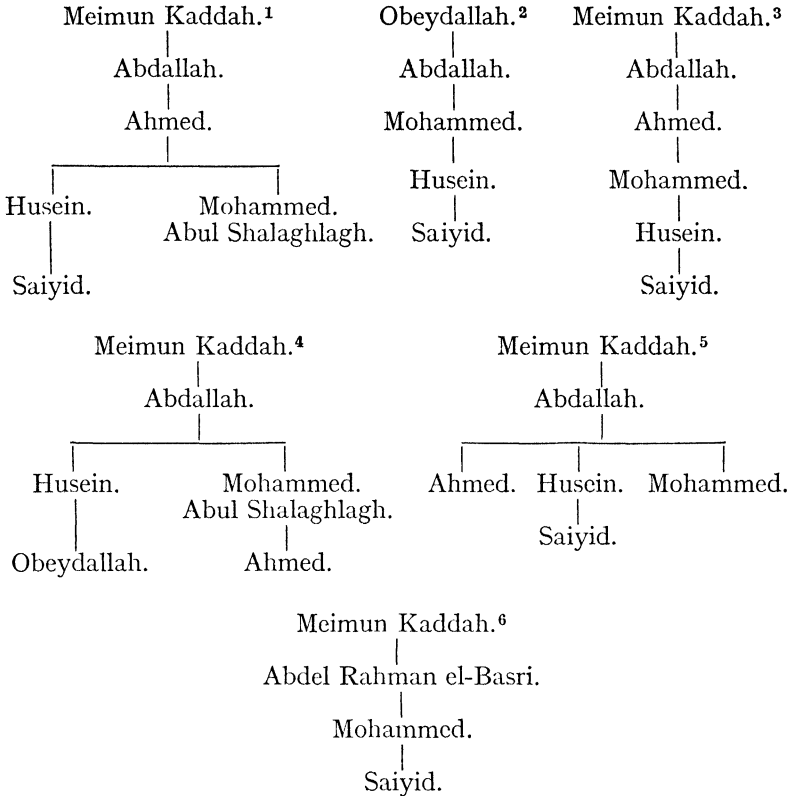 Meimun Kaddah.¹ Obeydallah.² Meimun Kaddah.³
Abdallah. Abdallah. Abdallah.
Ahmed. Mohammed. Ahmed.
Husein. Mohammed. Husein. Mohammed.
Abul Shalaghlagh. Saiyid. Husein.
Saiyid. Saiyid.
Meimun Kaddah.⁴ Meimun Kaddah.⁵
Abdallah. Abdallah.
Husein. Mohammed. Ahmed. Husein. Mohammed.
Abul Shalaghlagh.
Saiyid.
Obeydallah. Ahmed.
Meimun Kaddah.⁶
Abdel Rahman el-Basri.
Mohammed.
Saiyid.